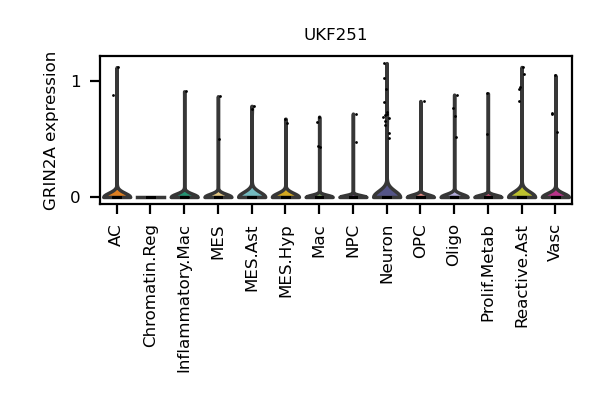 UKF251
GRIN2A expression
1
0
AC
Chromatin.Reg
Inflammatory.Mac
MES
MES.Ast
MES.Hyp
Mac
NPC
Neuron
OPC
Oligo
Prolif.Metab
Reactive.Ast
Vasc